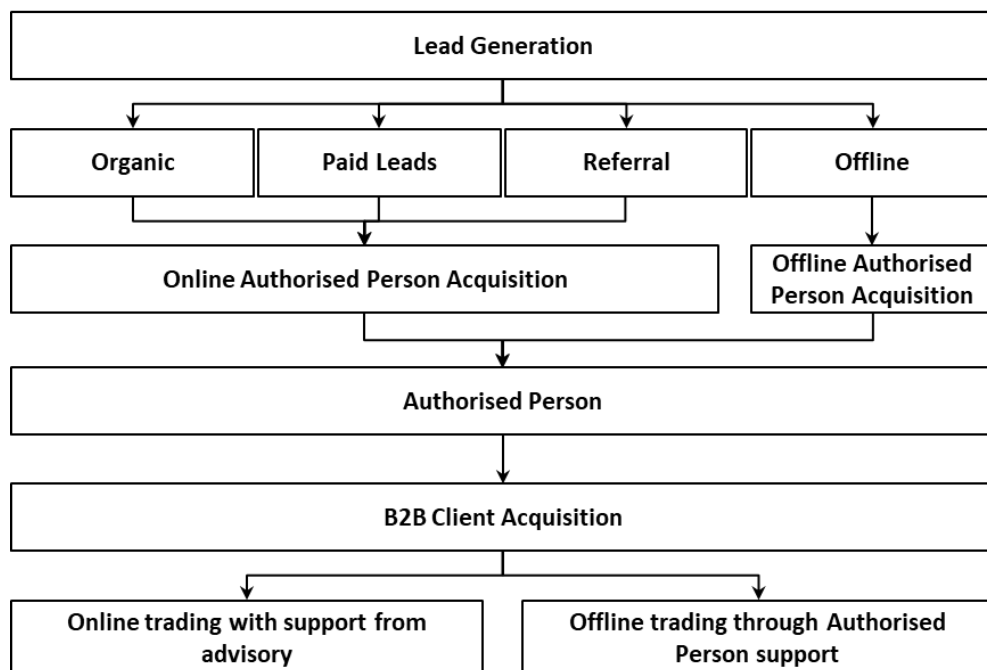 Lead Generation
Organic
Paid Leads
Referral
Offline
Online Authorised Person Acquisition
Offline Authorised
Person Acquisition
Authorised Person
B2B Client Acquisition
Online trading with support from
advisory
Offline trading through Authorised
Person support